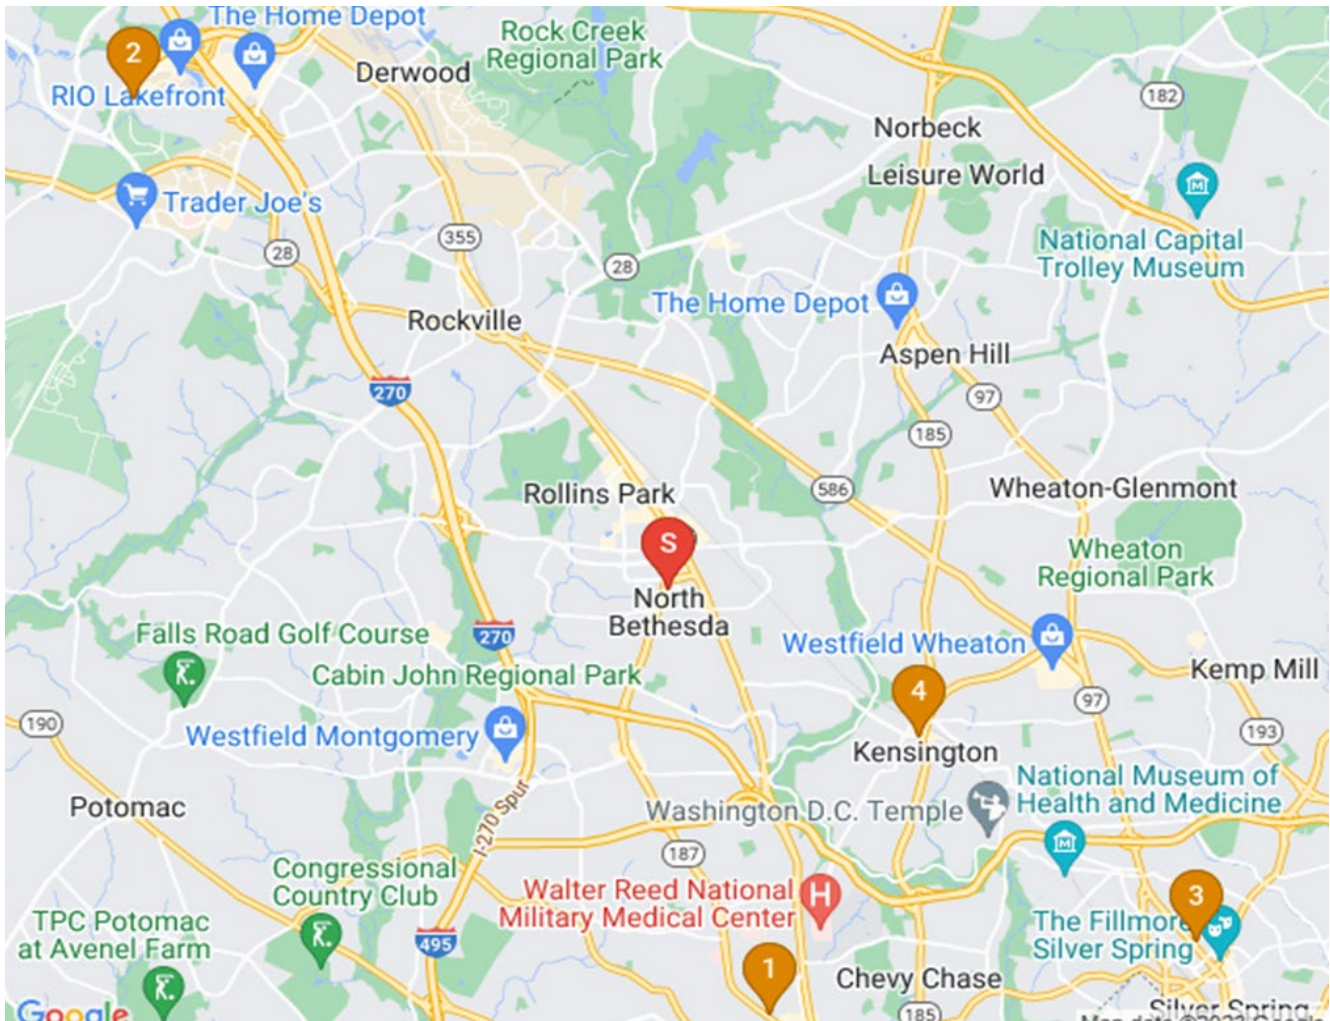 The Home Depot
Rock Creek
Regional Park
2
Derwood
RIO Lakefront
182
Norbeck
Leisure World
Trader Joe's
355
28
28
National Capital
Trolley Museum
The Home Depot
Rockville
Aspen Hill
270
97
185
586
Rollins Park
Wheaton-Glenmont
S
Wheaton
Regional Park
North
Bethesda
270
Falls Road Golf Course
Westfield Wheaton
Cabin John Regional Park
Kemp Mill
4
97
190
193
Westfield Montgomery
Kensington
National Museum of
Health and Medicine
Potomac
Washington D.C. Temple
I-270 Spur
187
Congressional
Country Club
Walter Reed National
Military Medical Center
H
3
TPC Potomac
at Avenel Farm
The Fillmore
Silver Spring
495
1
Chevy Chase
185
Silver Spring
Google